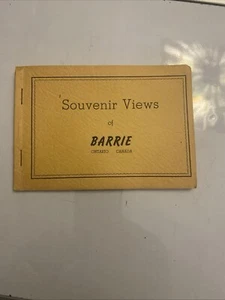 Souvenir Views
of
BARRIE
ONTARIO CANADA